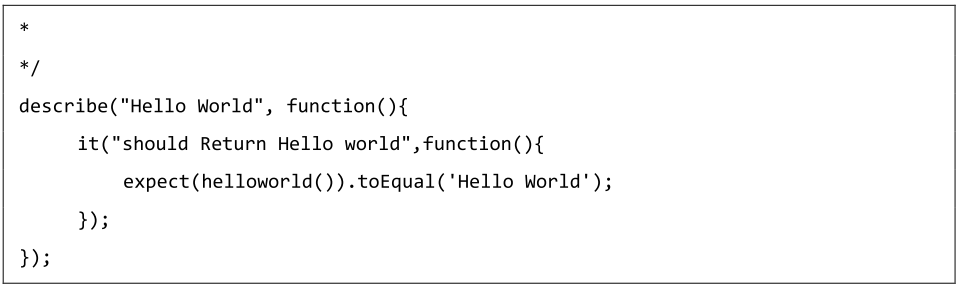 *
*/
describe("Hello World", function(){
it("should Return Hello world",function(){
expect(helloworld()).toEqual('Hello World');
});
});